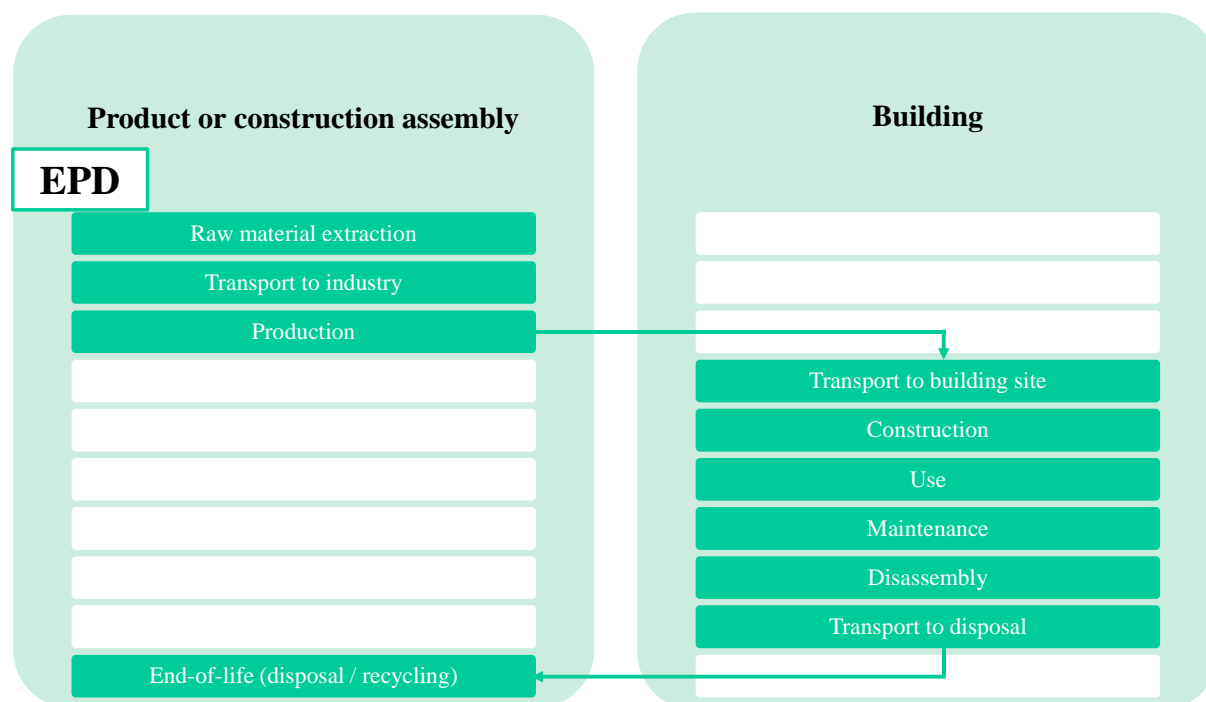 Product or construction assembly
EPD
Raw material extraction
Transport to industry
Production
End-of-life (disposal / recycling)
Building
Transport to building site
Construction
Use
Maintenance
Disassembly
Transport to disposal